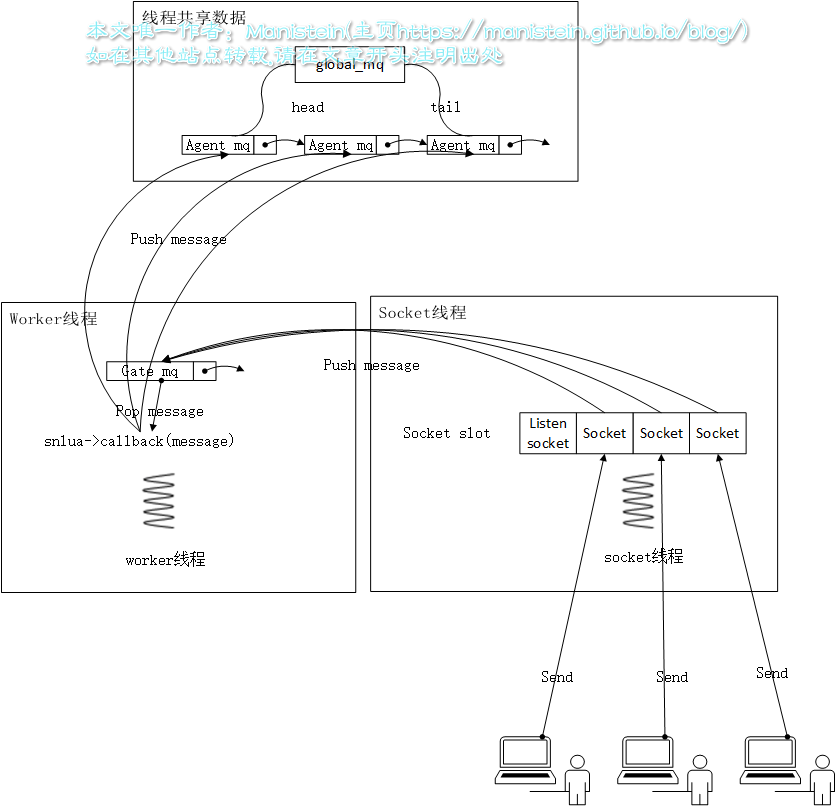 线程共享数据
本文唯一作者：Manistein(主页https://manistein.github.io/blog/)
如在其他站点转载,请在文章开头注明出处
global_mq
head
tail
Agent mq
Agent mq
Agent mq
Push message
Worker线程
Socket线程
Gate mq
Push message
Pop message
snlua->callback(message)
Socket slot
Listen
socket
Socket
Socket
Socket
worker线程
socket线程
Send
Send
Send